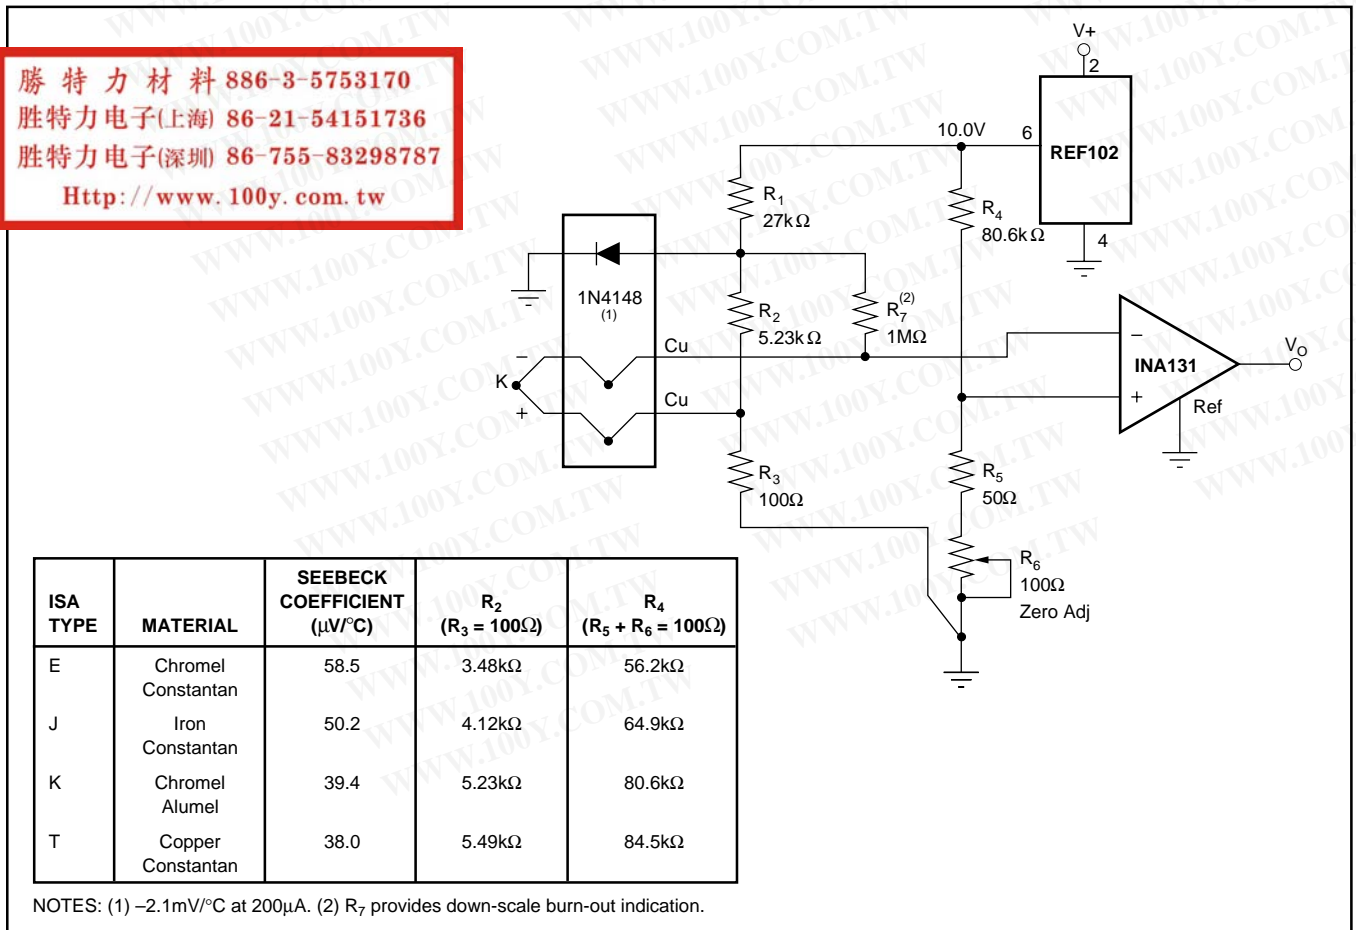 勝特力材料 886-3-5753170
胜特力电子(上海) 86-21-54151736
胜特力电子(深圳) 86-755-83298787
Http://www.100y.com.tw
V+
2
10.0V
6
REF102
4
R1
27kΩ
R4
80.6kΩ
1N4148
(1)
R2
5.23kΩ
R7(2)
1MΩ
–
Cu
K
+
Cu
–
INA131
+
Ref
VO
R3
100Ω
R5
50Ω
R6
100Ω
Zero Adj
ISA TYPE | MATERIAL | SEEBECK COEFFICIENT (µV/°C) | R2 (R3 = 100Ω) | R4 (R5 + R6 = 100Ω)
E | Chromel Constantan | 58.5 | 3.48kΩ | 56.2kΩ
J | Iron Constantan | 50.2 | 4.12kΩ | 64.9kΩ
K | Chromel Alumel | 39.4 | 5.23kΩ | 80.6kΩ
T | Copper Constantan | 38.0 | 5.49kΩ | 84.5kΩ
NOTES: (1) –2.1mV/°C at 200µA. (2) R7 provides down-scale burn-out indication.
WWW.100Y.COM.TW